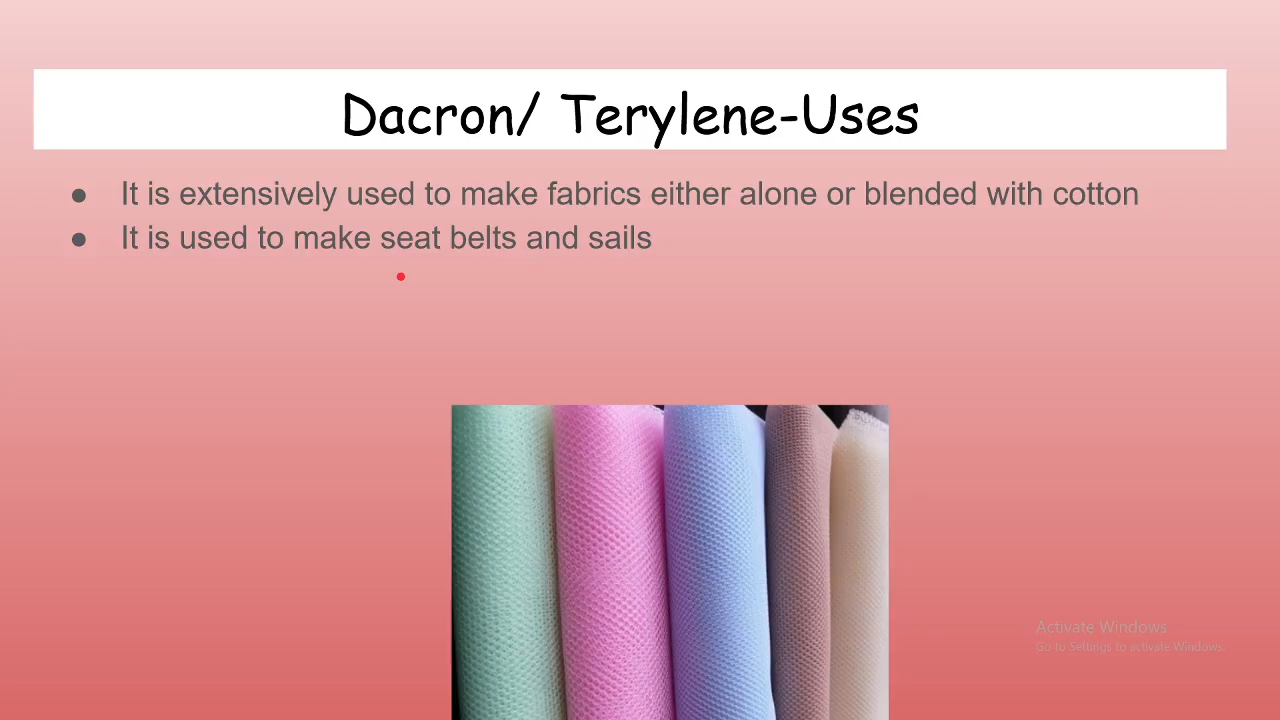 Dacron/ Terylene-Uses
● It is extensively used to make fabrics either alone or blended with cotton
● It is used to make seat belts and sails
Activate Windows
Go to Settings to activate Windows.